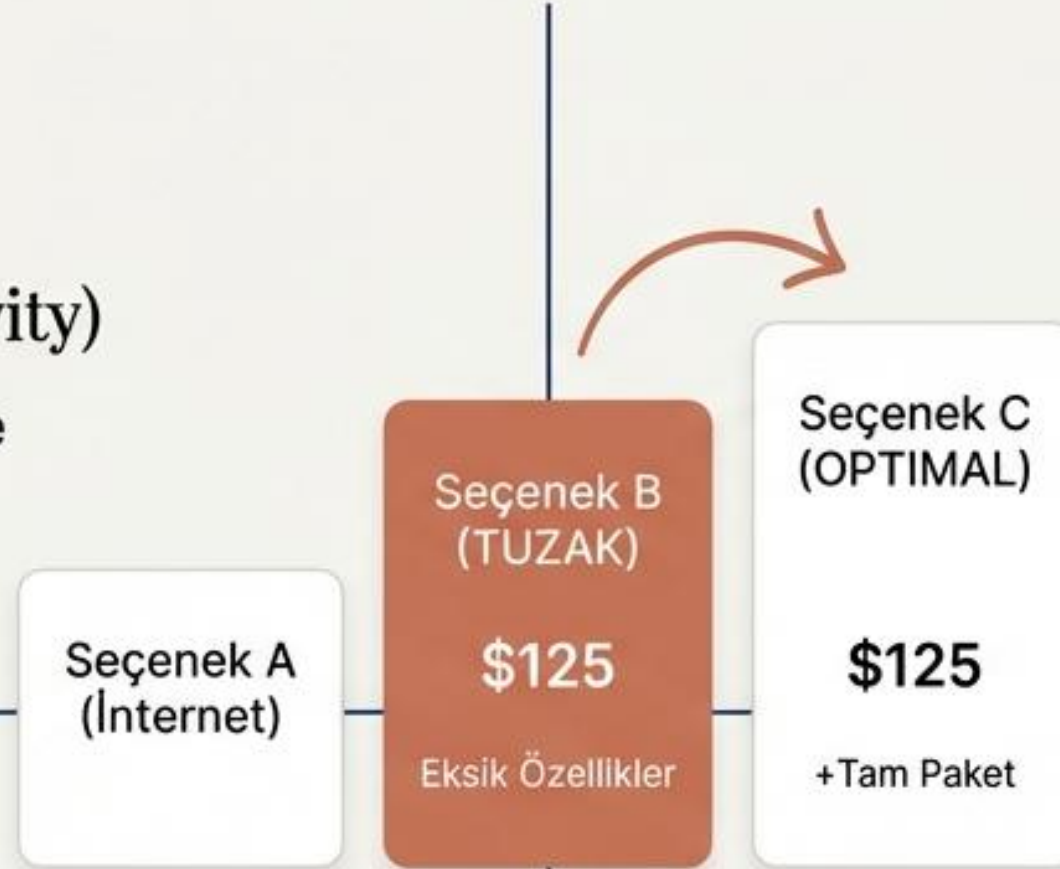 vity)
e
Seçenek A
(İnternet)
Seçenek B
(TUZAK)
$125
Eksik Özellikler
Seçenek C
(OPTIMAL)
$125
+Tam Paket